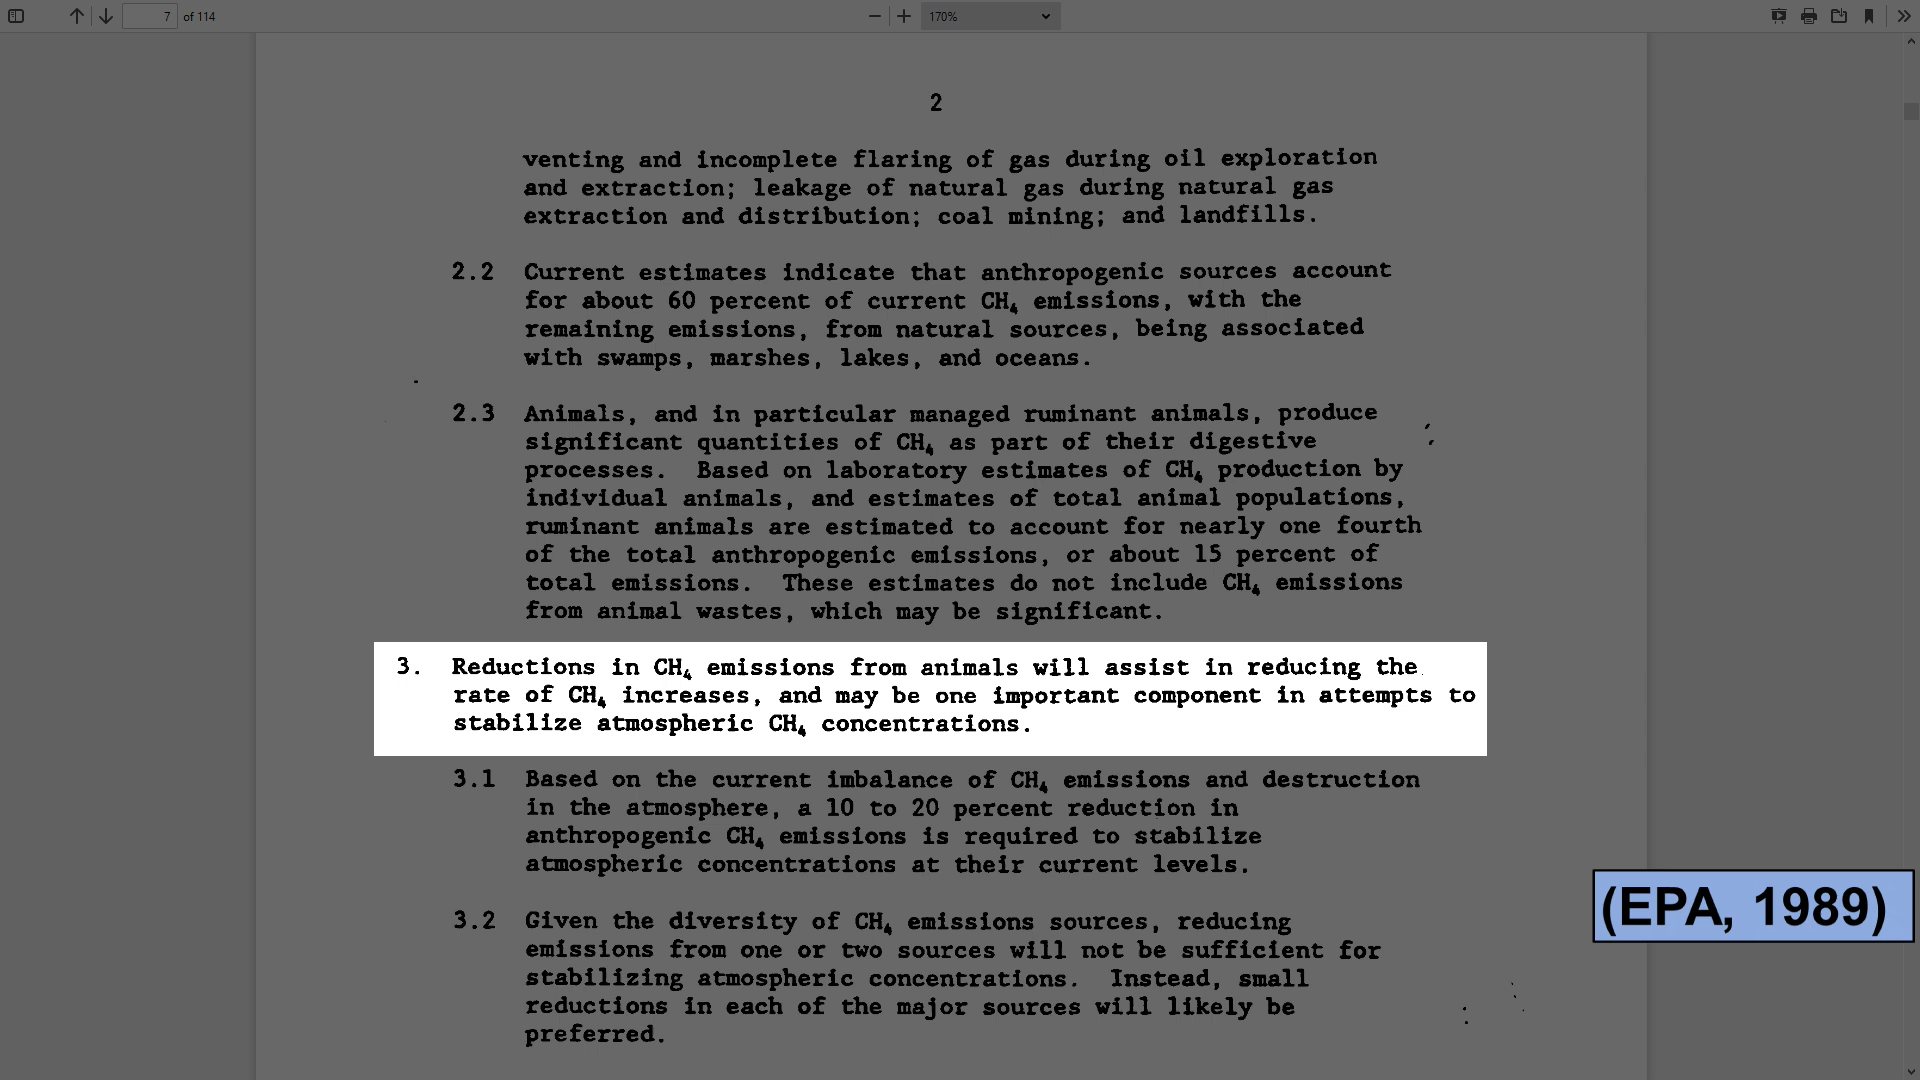 7 of 114
170%
2
venting and incomplete flaring of gas during oil exploration
and extraction; leakage of natural gas during natural gas
extraction and distribution; coal mining; and landfills.
2.2 Current estimates indicate that anthropogenic sources account
for about 60 percent of current CH₄ emissions, with the
remaining emissions, from natural sources, being associated
with swamps, marshes, lakes, and oceans.
2.3 Animals, and in particular managed ruminant animals, produce
significant quantities of CH₄ as part of their digestive
processes. Based on laboratory estimates of CH₄ production by
individual animals, and estimates of total animal populations,
ruminant animals are estimated to account for nearly one fourth
of the total anthropogenic emissions, or about 15 percent of
total emissions. These estimates do not include CH₄ emissions
from animal wastes, which may be significant.
3. Reductions in CH₄ emissions from animals will assist in reducing the
rate of CH₄ increases, and may be one important component in attempts to
stabilize atmospheric CH₄ concentrations.
3.1 Based on the current imbalance of CH₄ emissions and destruction
in the atmosphere, a 10 to 20 percent reduction in
anthropogenic CH₄ emissions is required to stabilize
atmospheric concentrations at their current levels.
(EPA, 1989)
3.2 Given the diversity of CH₄ emissions sources, reducing
emissions from one or two sources will not be sufficient for
stabilizing atmospheric concentrations. Instead, small
reductions in each of the major sources will likely be
preferred.